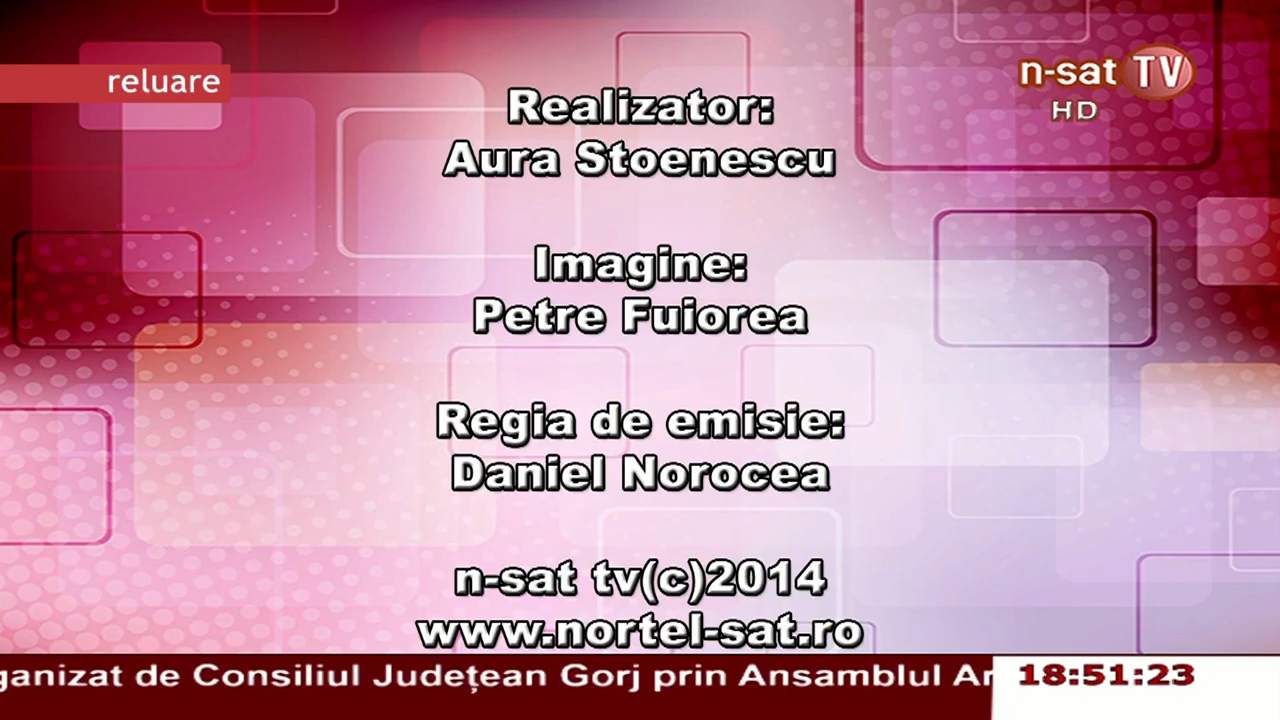 reluare
n-sat TV
HD
Realizator:
Aura Stoenescu
Imagine:
Petre Fuiorea
Regia de emisie:
Daniel Norocea
n-sat tv(c)2014
www.nortel-sat.ro
ganizat de Consiliul Județean Gorj prin Ansamblul Ar
18:51:23